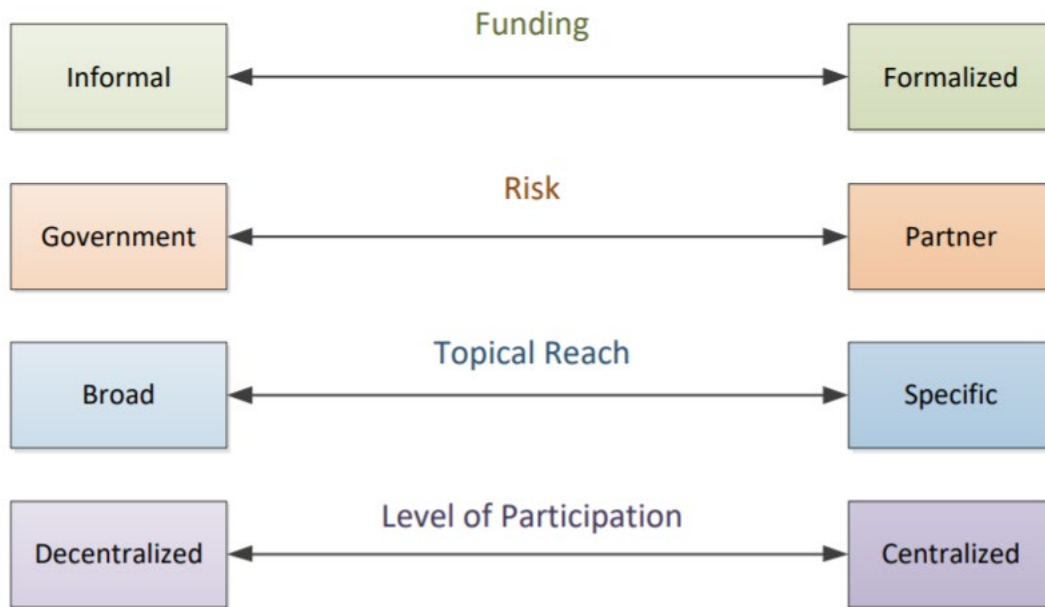 Funding
Informal
Formalized
Risk
Government
Partner
Topical Reach
Broad
Specific
Level of Participation
Decentralized
Centralized